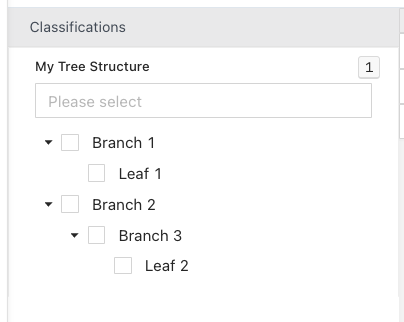 Classifications
My Tree Structure 1
Please select
Branch 1
Leaf 1
Branch 2
Branch 3
Leaf 2